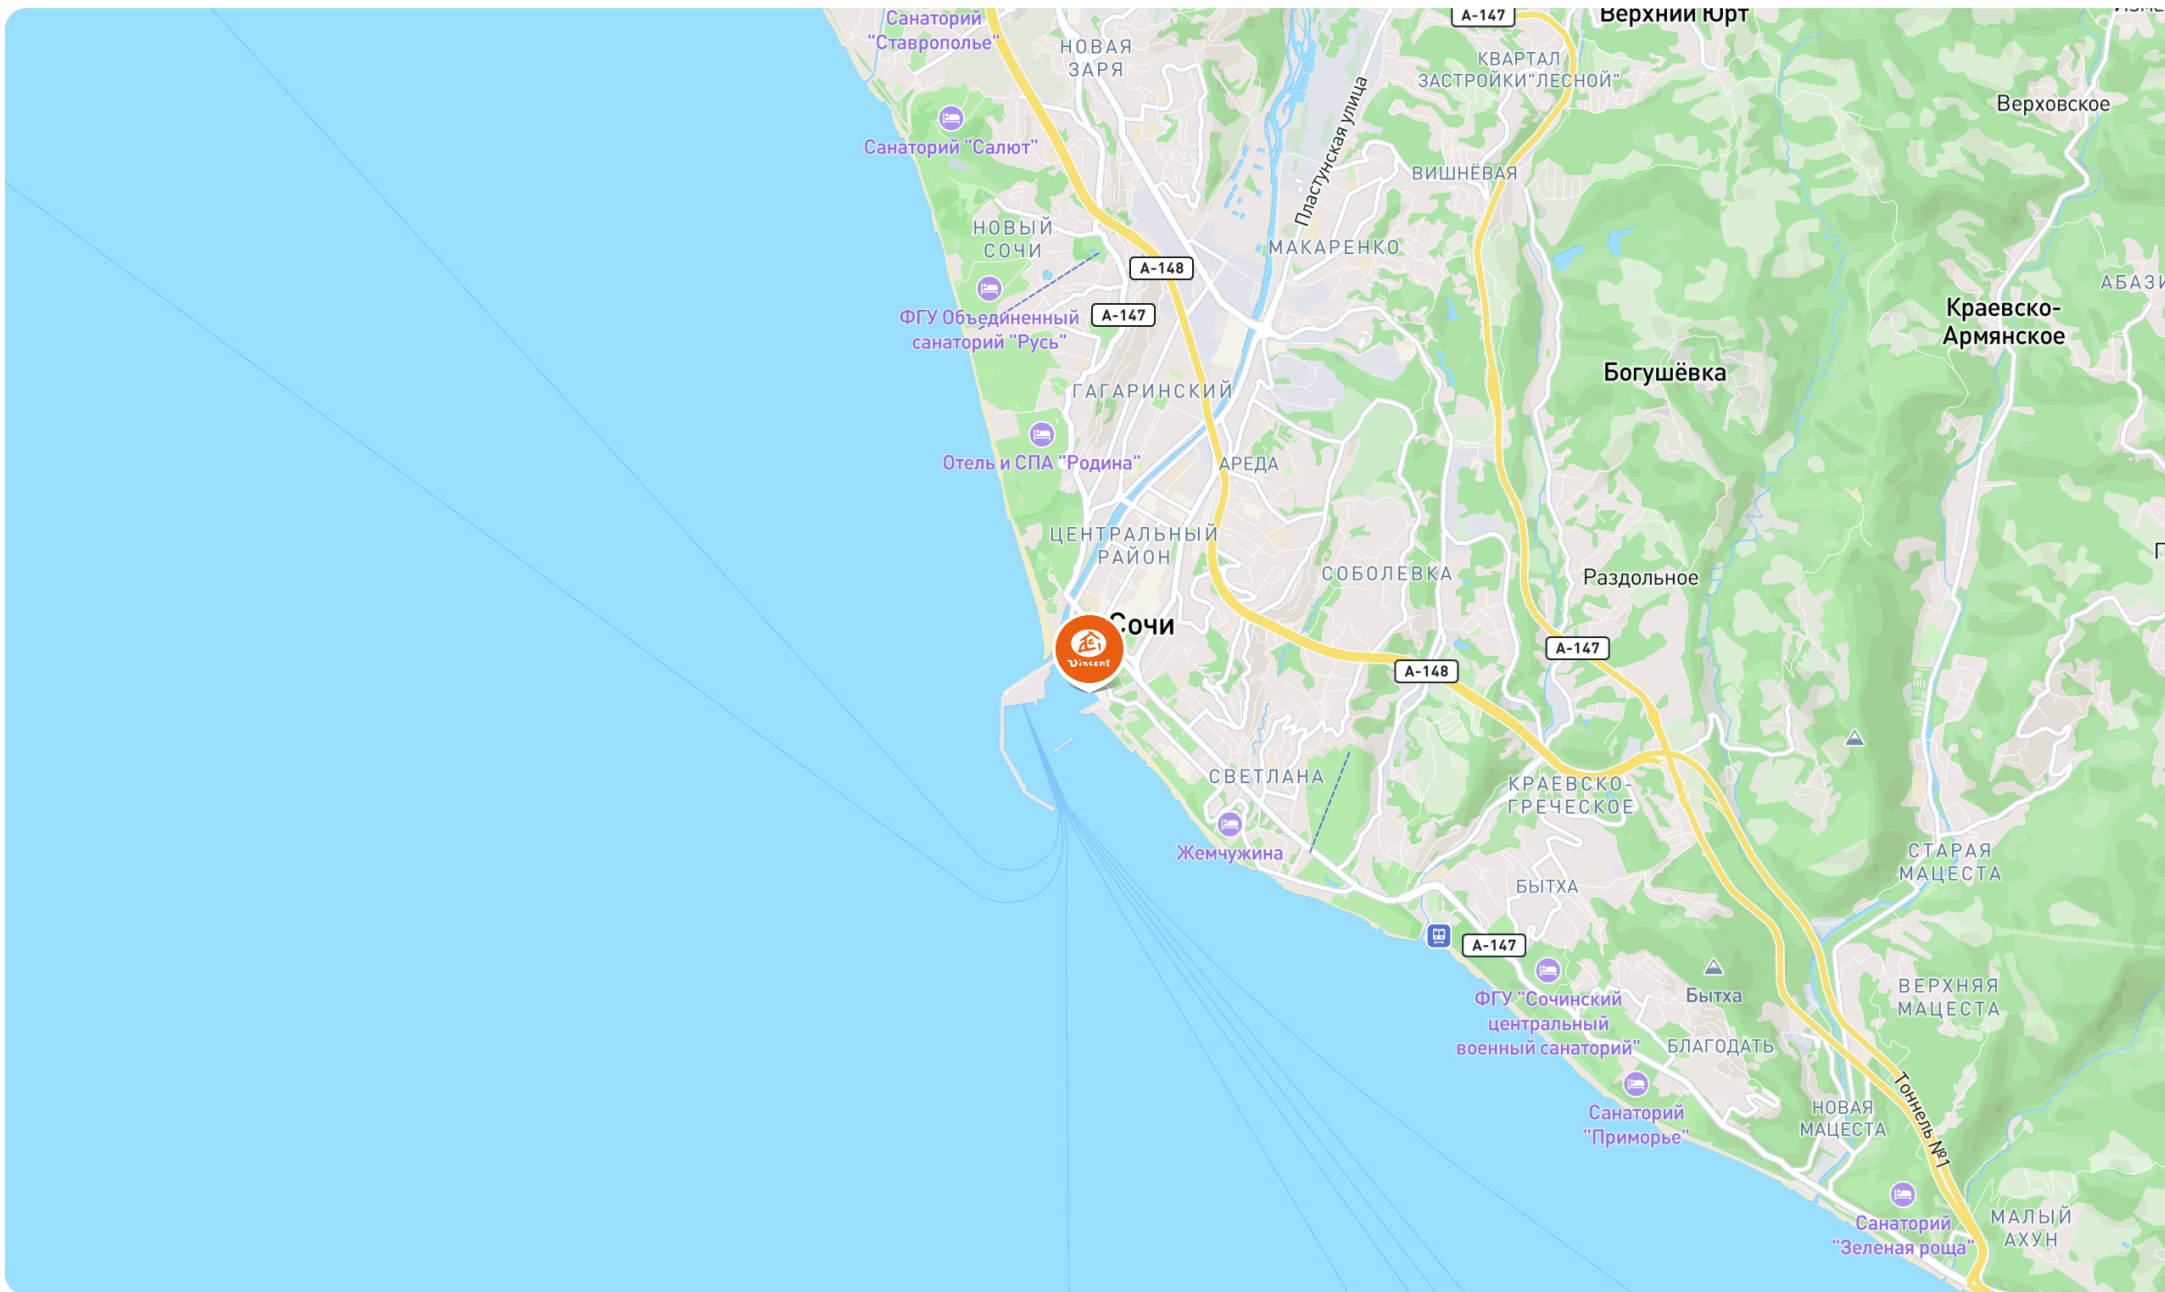 Санаторий
"Ставрополье"
НОВАЯ
ЗАРЯ
А-147
Верхний Юрт
КВАРТАЛ
ЗАСТРОЙКИ"ЛЕСНОЙ"
Пластунская улица
Верховское
Санаторий "Салют"
ВИШНЁВАЯ
НОВЫЙ
СОЧИ
МАКАРЕНКО
А-148
А-147
ФГУ Объединенный
санаторий "Русь"
Краевско-
Армянское
Богушёвка
ГАГАРИНСКИЙ
Отель и СПА "Родина"
АРЕДА
ЦЕНТРАЛЬНЫЙ
РАЙОН
СОБОЛЕВКА
Раздольное
Сочи
Vincent
А-147
А-148
СВЕТЛАНА
КРАЕВСКО-
ГРЕЧЕСКОЕ
Жемчужина
СТАРАЯ
МАЦЕСТА
БЫТХА
А-147
ФГУ "Сочинский
центральный
военный санаторий"
Бытха
ВЕРХНЯЯ
МАЦЕСТА
БЛАГОДАТЬ
Санаторий
"Приморье"
НОВАЯ
МАЦЕСТА
Тоннель №1
Санаторий
"Зеленая роща"
МАЛЫЙ
АХУН